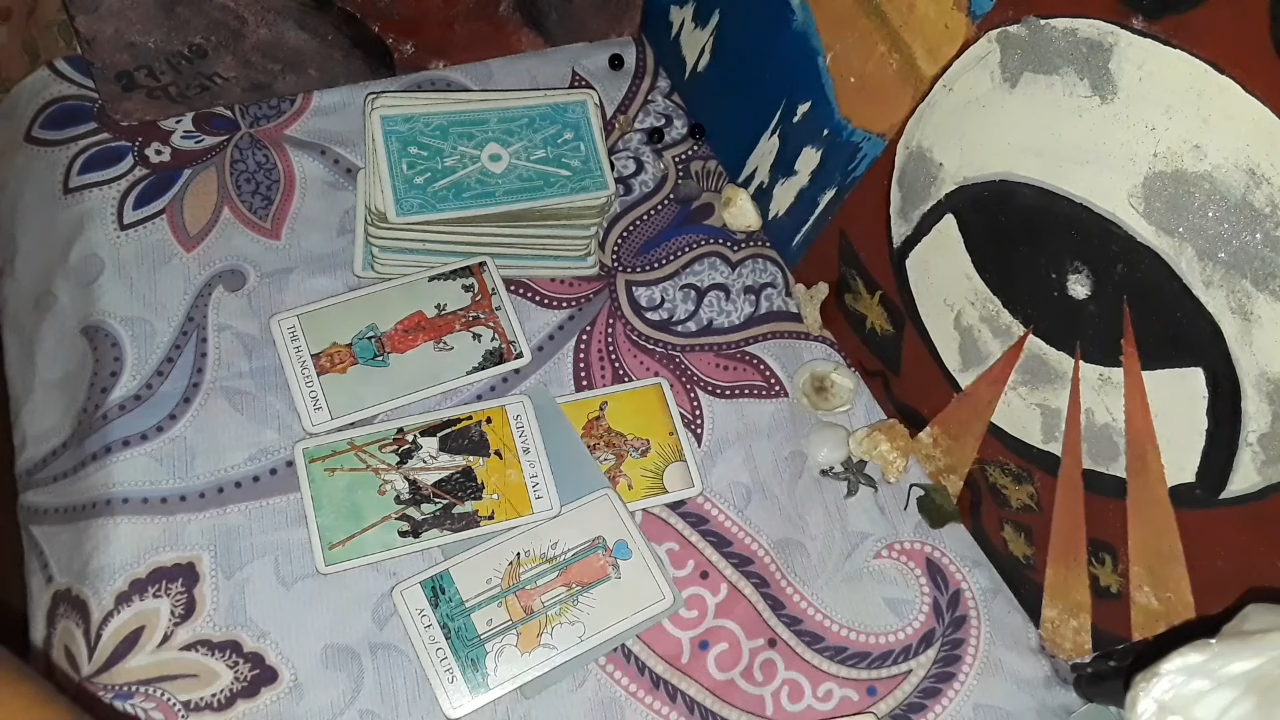 THE HANGED ONE
FIVE of WANDS
ACE of CUPS